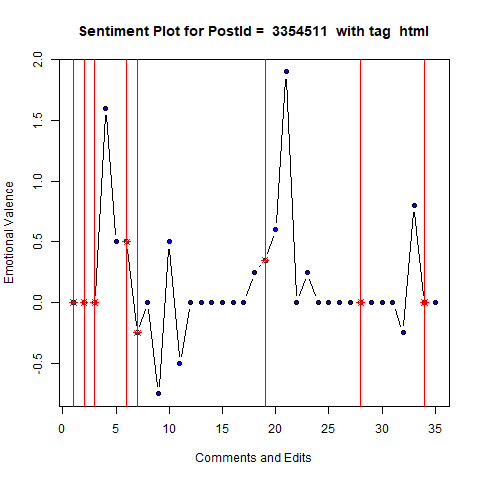 Sentiment Plot for PostId =  3354511  with tag  html
Emotional Valence
2.0
1.5
1.0
0.5
0.0
-0.5
0 5 10 15 20 25 30 35
Comments and Edits